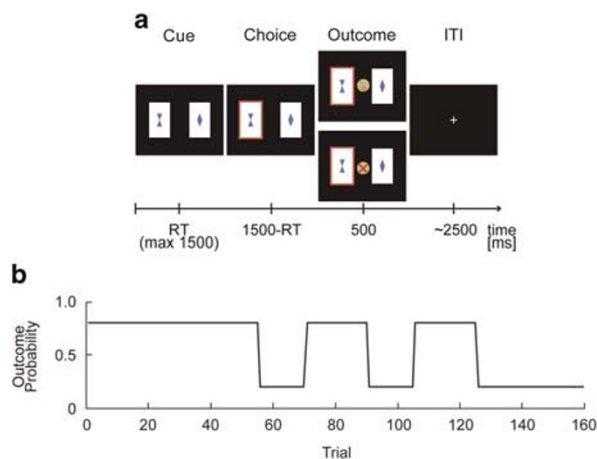 a
Cue Choice Outcome ITI
RT 1500-RT 500 ~2500 time
(max 1500) [ms]
b
1.0
0.5
0
Outcome
Probability
0 20 40 60 80 100 120 140 160
Trial